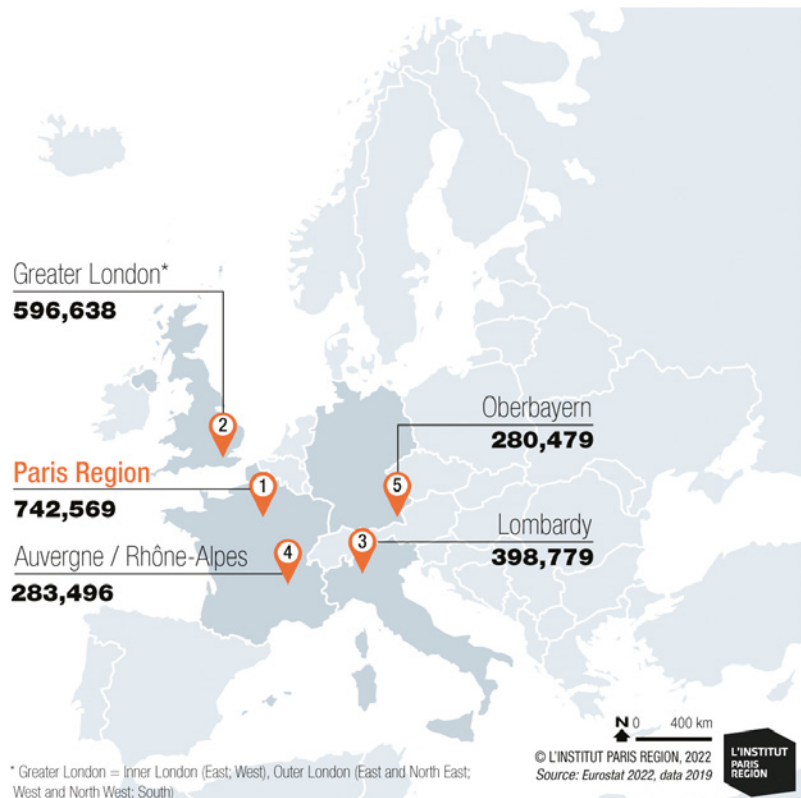 Greater London*
596,638
2
Oberbayern
280,479
Paris Region
742,569
1
5
Lombardy
398,779
3
Auvergne / Rhône-Alpes
283,496
4
N 0 400 km
© L'INSTITUT PARIS REGION, 2022
Source: Eurostat 2022, data 2019
L'INSTITUT
PARIS
REGION
* Greater London = Inner London (East; West), Outer London (East and North East;
West and North West; South)